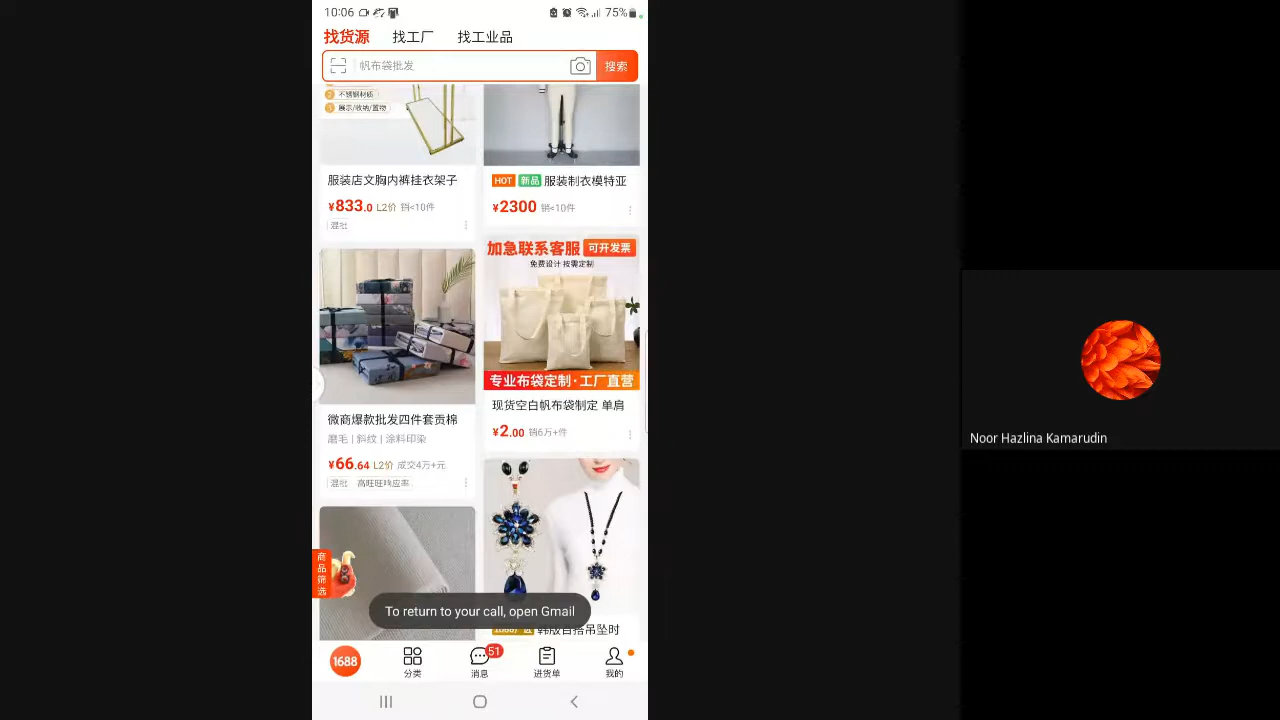 10:06
75%
找货源 找工厂 找工业品
帆布袋批发
搜索
不锈钢材质
展示/收纳/置物
服装店文胸内裤挂衣架子
¥833.0 L2价 销<10件
混批
HOT 新品 服装制衣模特亚
¥2300 销<10件
加急联系客服 可开发票
免费设计 按需定制
专业布袋定制·工厂直营
现货空白帆布袋制定 单肩
¥2.00 销6万+件
微商爆款批发四件套贡棉
磨毛 | 斜纹 | 涂料印染
¥66.64 L2价 成交4万+元
混批 高旺旺响应率
商品筛选
To return to your call, open Gmail
韩版百搭吊坠时
1688
分类
51
消息
进货单
我的
Noor Hazlina Kamarudin